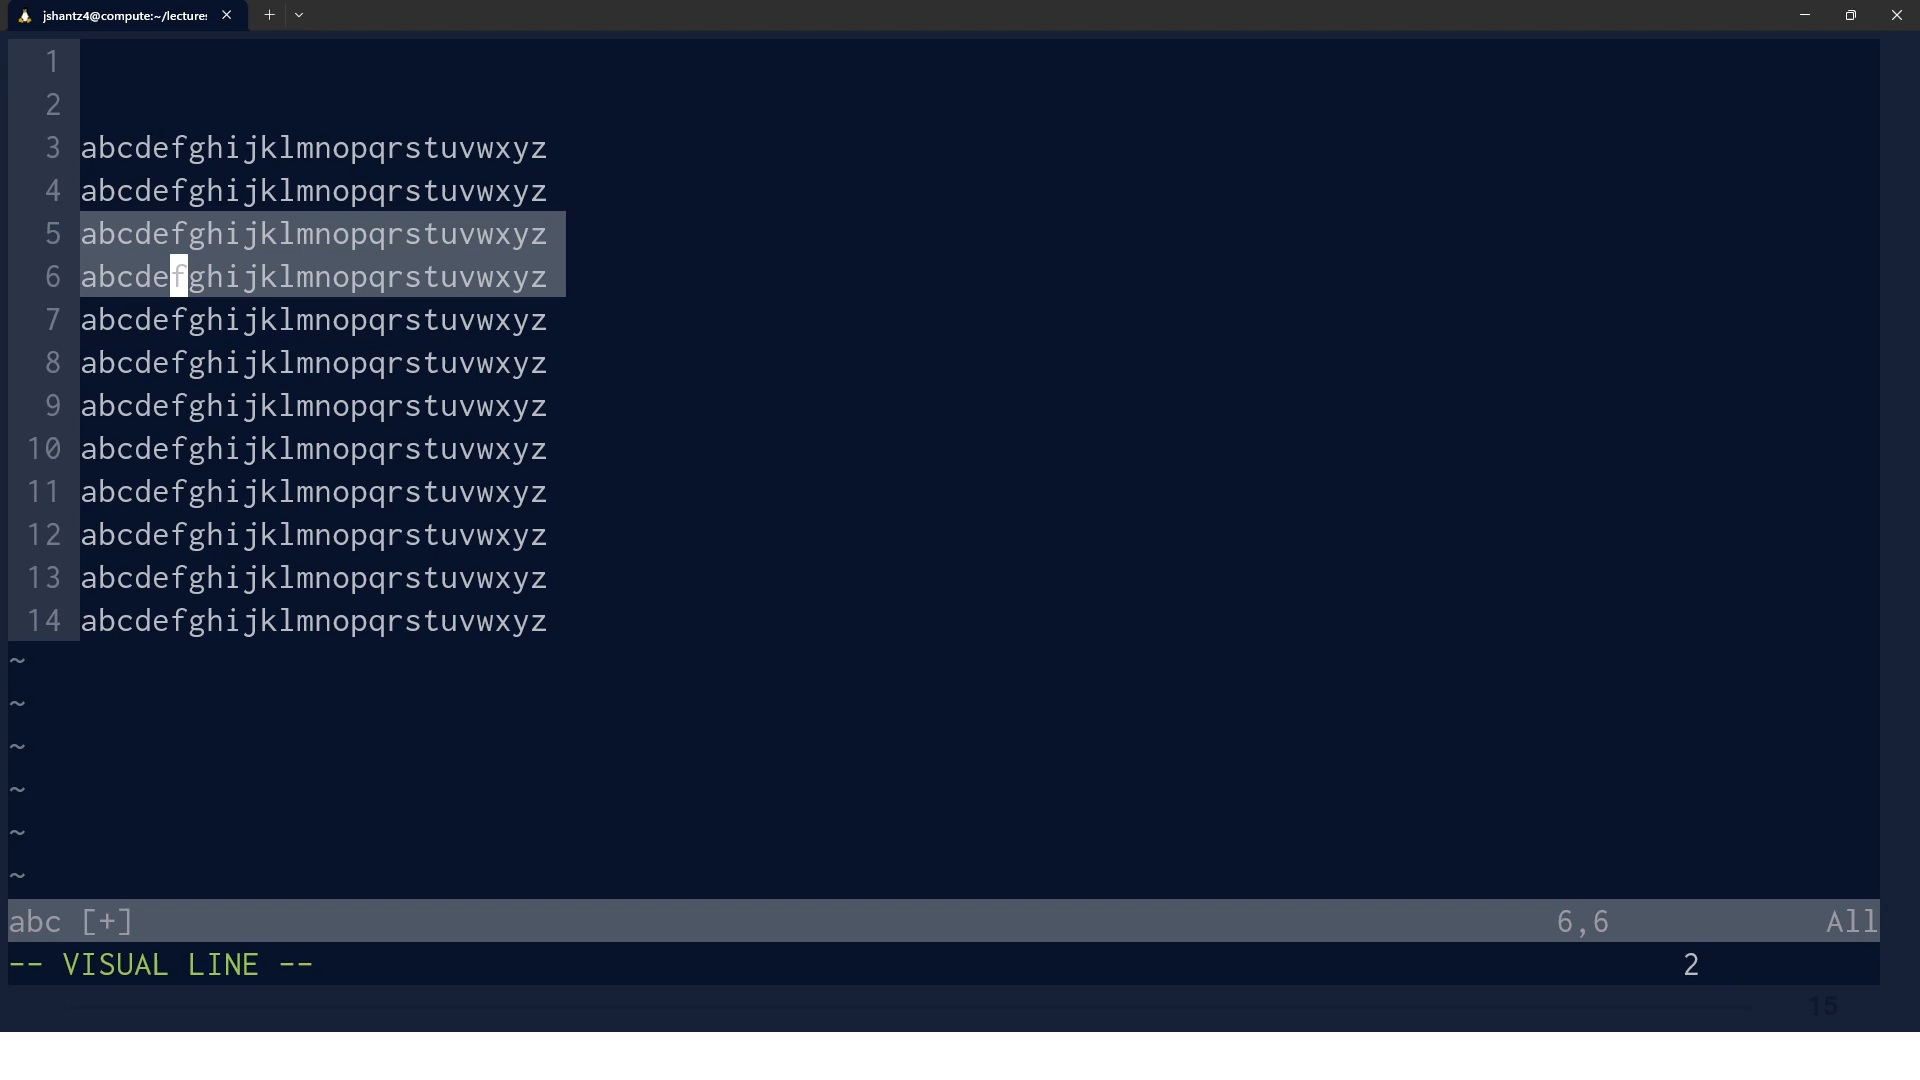 jshantz4@compute:~/lecture
1
2
3 abcdefghijklmnopqrstuvwxyz
4 abcdefghijklmnopqrstuvwxyz
5 abcdefghijklmnopqrstuvwxyz
6 abcdefghijklmnopqrstuvwxyz
7 abcdefghijklmnopqrstuvwxyz
8 abcdefghijklmnopqrstuvwxyz
9 abcdefghijklmnopqrstuvwxyz
10 abcdefghijklmnopqrstuvwxyz
11 abcdefghijklmnopqrstuvwxyz
12 abcdefghijklmnopqrstuvwxyz
13 abcdefghijklmnopqrstuvwxyz
14 abcdefghijklmnopqrstuvwxyz
~
~
~
~
~
~
abc [+] 6,6 All
-- VISUAL LINE -- 2
15